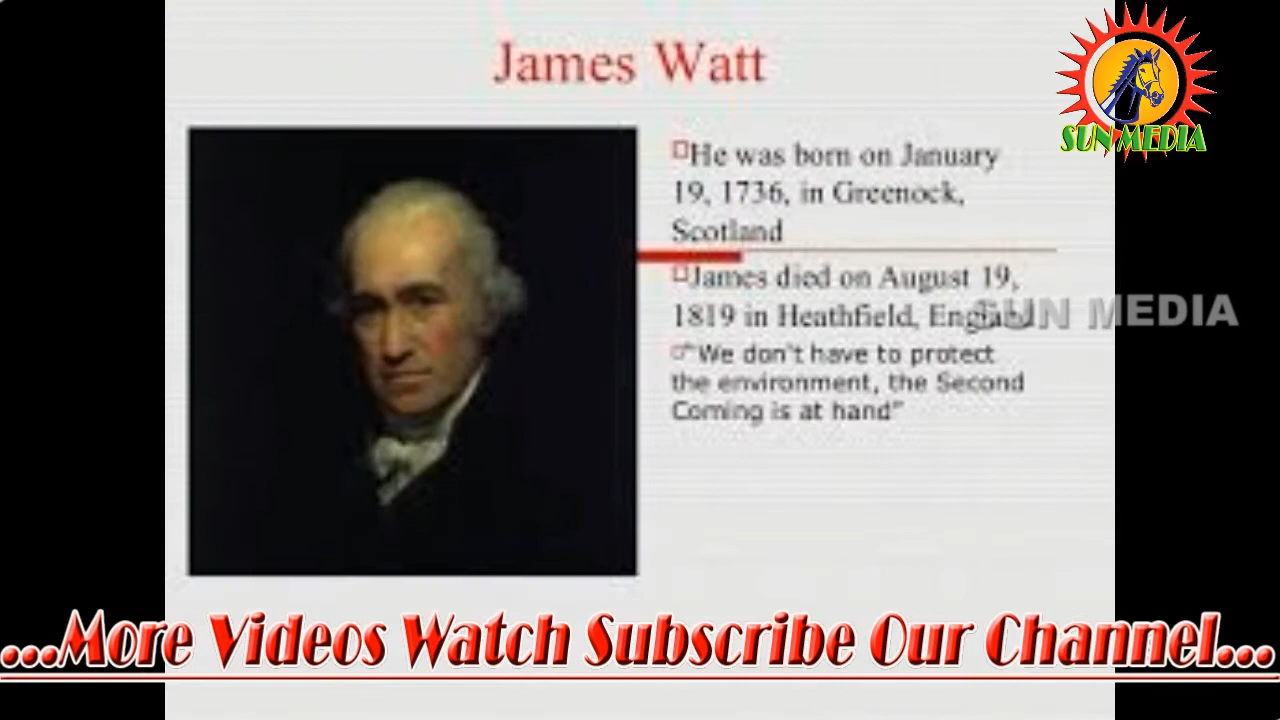 James Watt
SUN MEDIA
He was born on January
19, 1736, in Greenock,
Scotland
James died on August 19,
1819 in Heathfield, England
SUN MEDIA
“We don't have to protect
the environment, the Second
Coming is at hand”
...More Videos Watch Subscribe Our Channel...